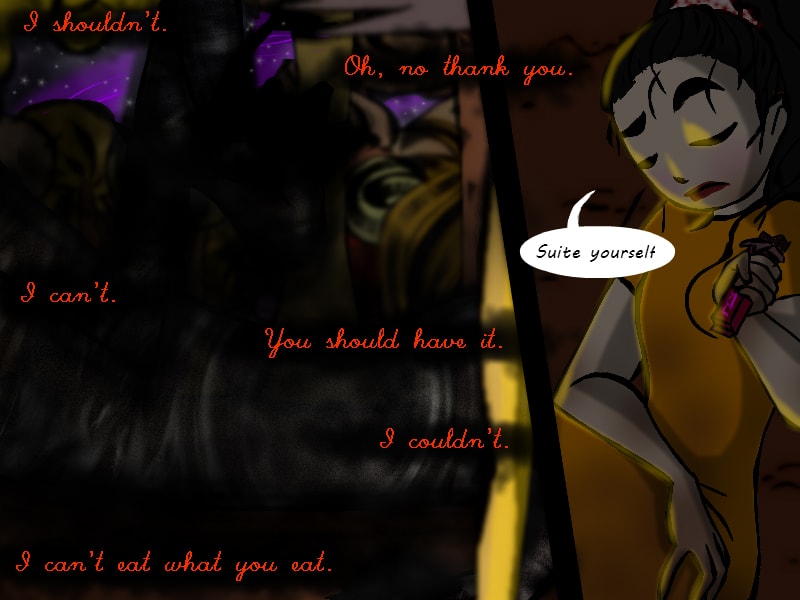 I shouldn't.
Oh, no thank you.
I can't.
You should have it.
I couldn't.
I can't eat what you eat.
Suite yourself